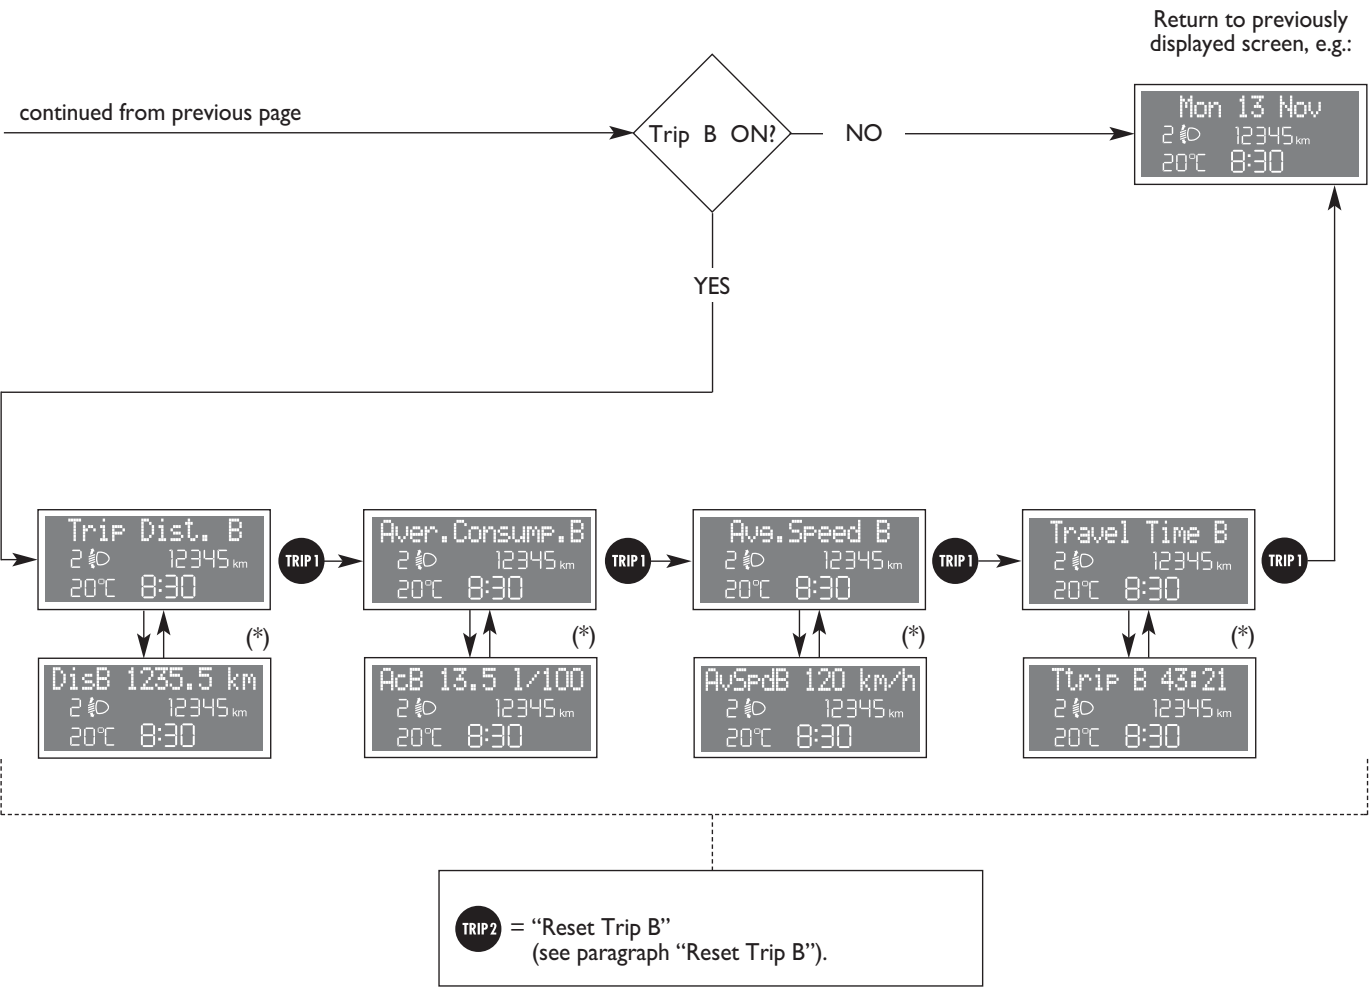 Return to previously
displayed screen, e.g.:
continued from previous page
Trip B ON?
NO
Mon 13 Nov
2 12345 km
20°C 8:30
YES
Trip Dist. B
2 12345 km
20°C 8:30
TRIP 1
Aver.Consump.B
2 12345 km
20°C 8:30
TRIP 1
Avg.Speed B
2 12345 km
20°C 8:30
TRIP 1
Travel Time B
2 12345 km
20°C 8:30
TRIP 1
(*)
(*)
(*)
(*)
DisB 1235.5 km
2 12345 km
20°C 8:30
AcB 13.5 l/100
2 12345 km
20°C 8:30
AvSpdB 120 km/h
2 12345 km
20°C 8:30
Ttrip B 43:21
2 12345 km
20°C 8:30
TRIP 2 = “Reset Trip B”
(see paragraph “Reset Trip B”).